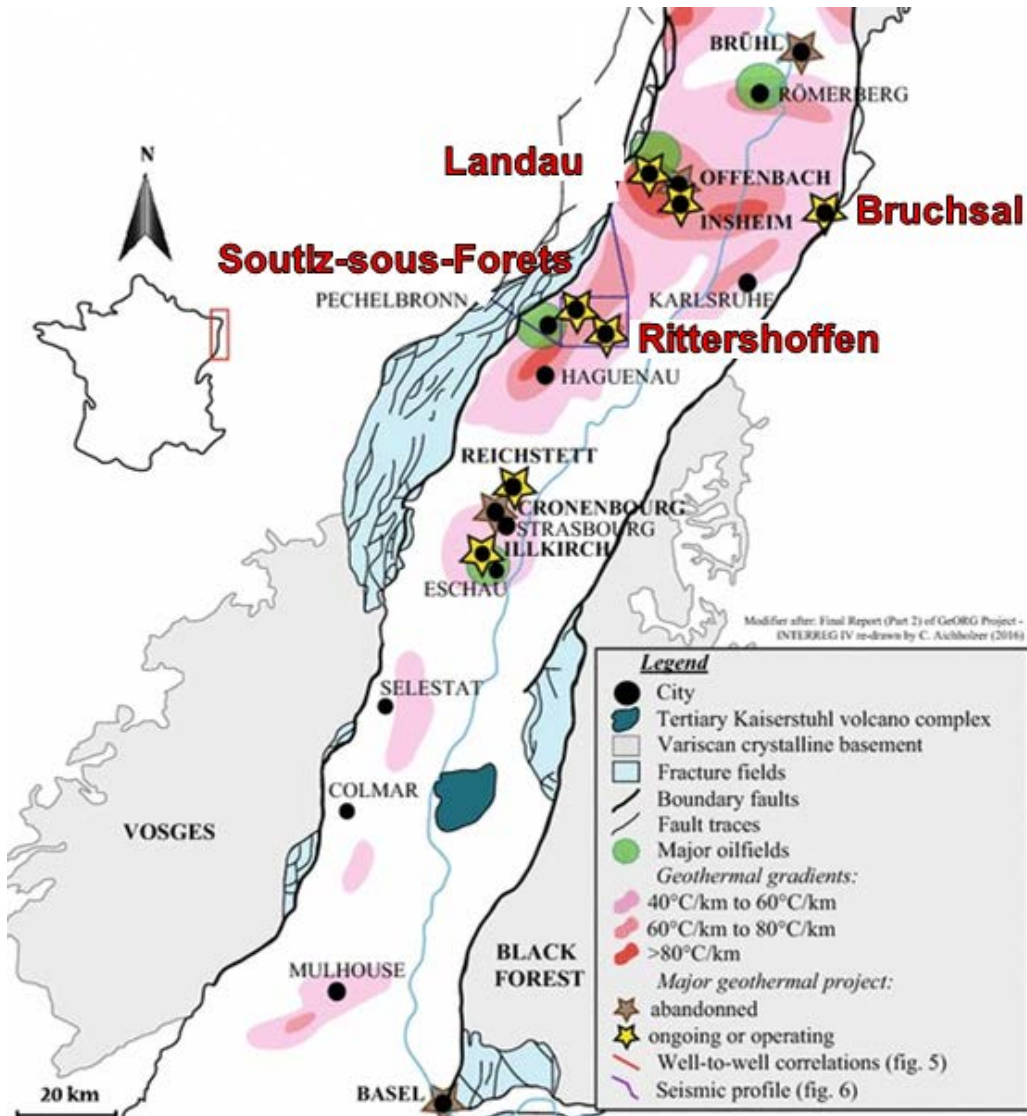 BRÜHL
RÖMERBERG
Landau
OFFENBACH
INSHEIM
Bruchsal
N
Soutlz-sous-Forets
PECHELBRONN
KARLSRUHE
Rittershoffen
HAGUENAU
REICHSTETT
CRONENBOURG
STRASBOURG
ILLKIRCH
ESCHAU
Modifier after: Final Report (Part 2) of GeORG Project -
INTERREG IV re-drawn by C. Aichholzer (2016)
SELESTAT
COLMAR
VOSGES
MULHOUSE
BLACK
FOREST
BASEL
20 km
Legend
City
Tertiary Kaiserstuhl volcano complex
Variscan crystalline basement
Fracture fields
Boundary faults
Fault traces
Major oilfields
Geothermal gradients:
40°C/km to 60°C/km
60°C/km to 80°C/km
>80°C/km
Major geothermal project:
abandonned
ongoing or operating
Well-to-well correlations (fig. 5)
Seismic profile (fig. 6)